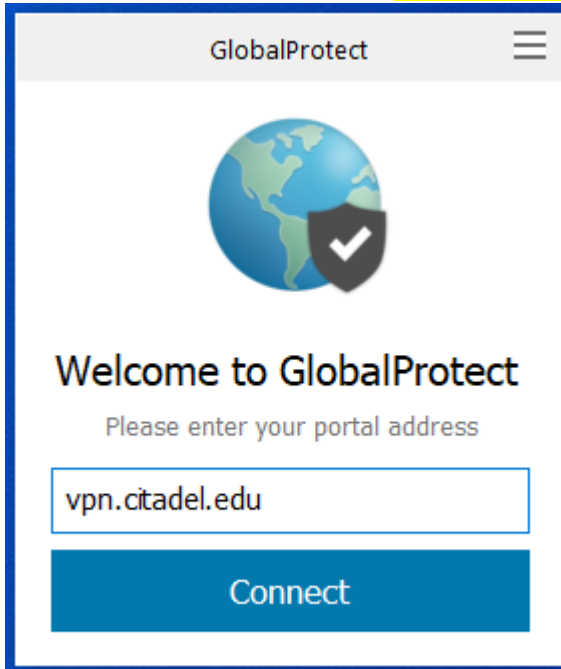 GlobalProtect
Welcome to GlobalProtect
Please enter your portal address
vpn.citadel.edu
Connect